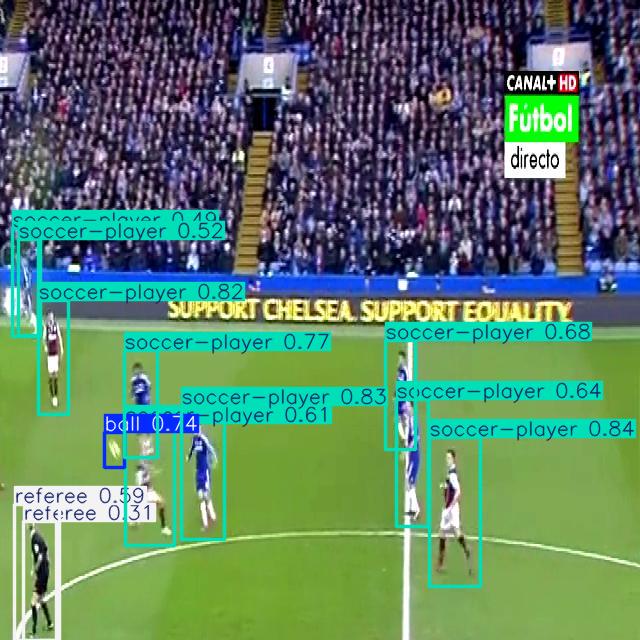 CANAL+ HD
Fútbol
directo
soccer-player 0.49
soccer-player 0.52
soccer-player 0.82
SUPPORT CHELSEA. SUPPORT EQUALITY.
soccer-player 0.68
soccer-player 0.77
soccer-player 0.83
soccer-player 0.64
soccer-player 0.61
ball 0.74
soccer-player 0.84
referee 0.59
referee 0.31